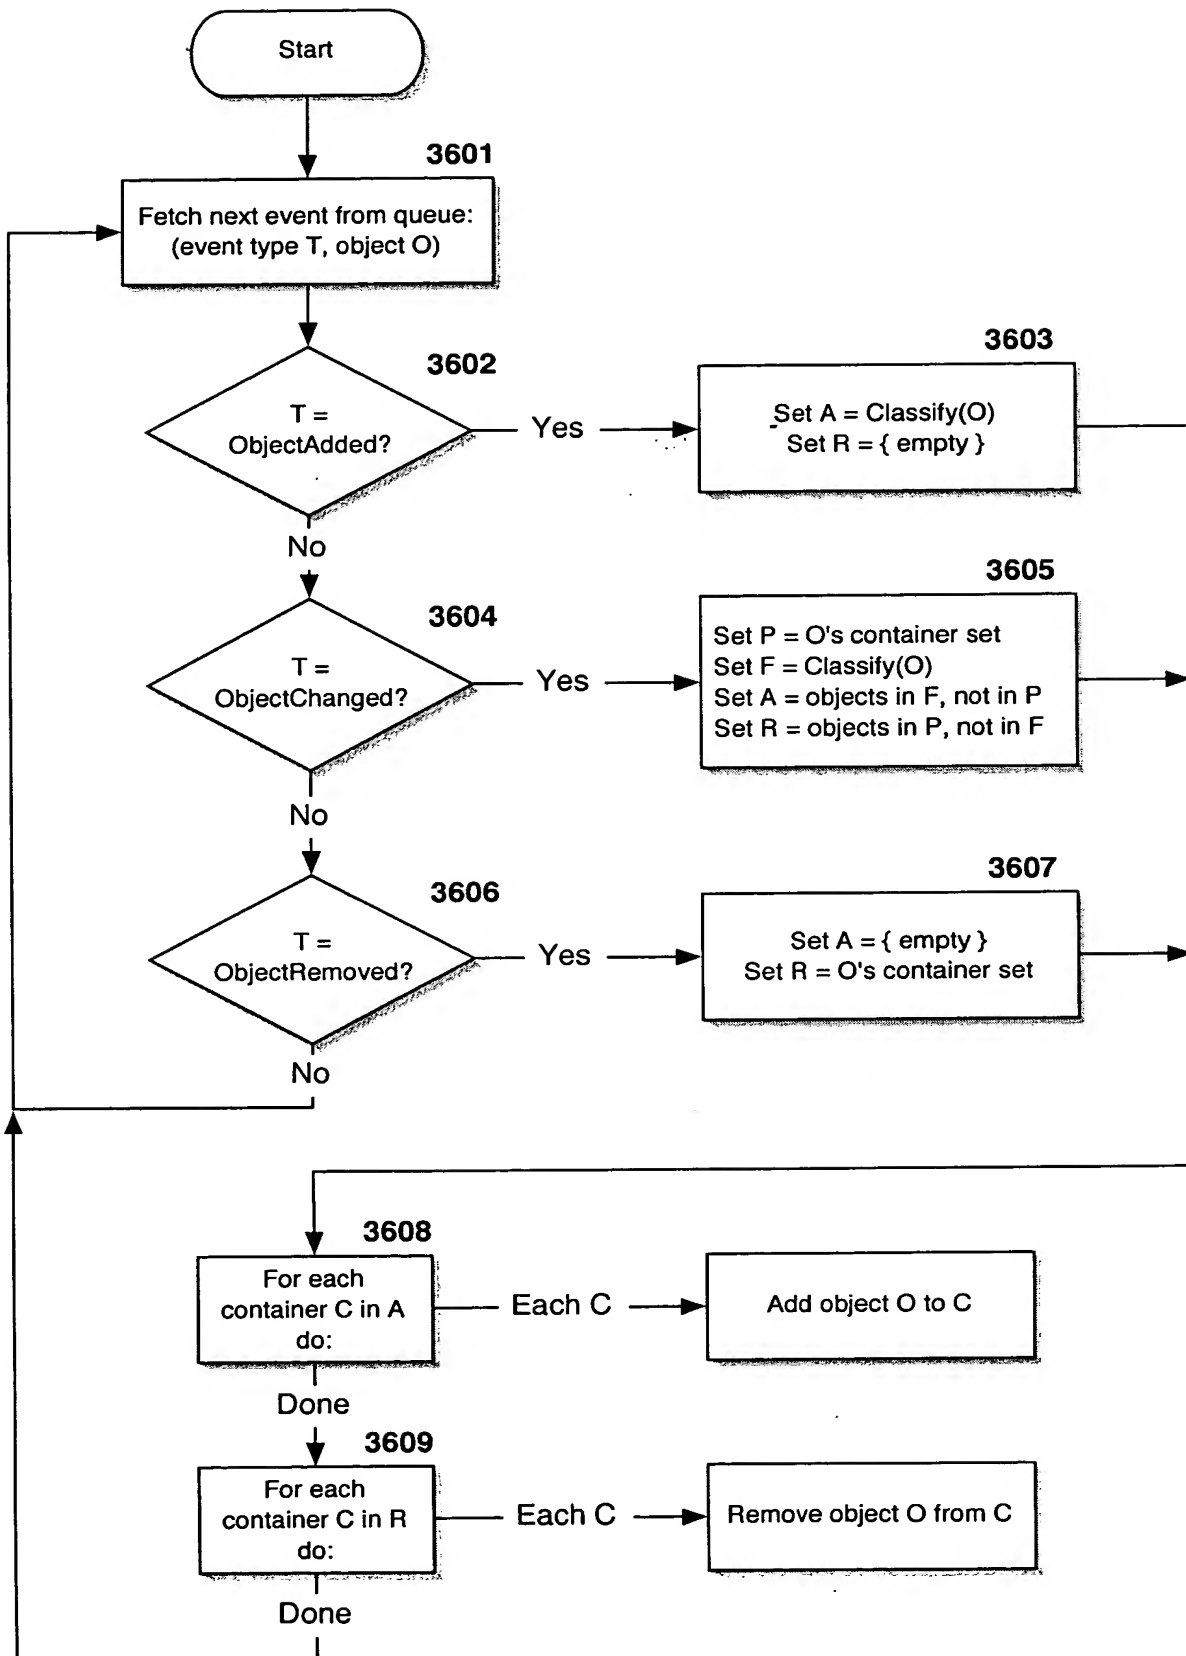 Start
3601
Fetch next event from queue:
(event type T, object O)
3602
T =
ObjectAdded?
Yes
3603
Set A = Classify(O)
Set R = { empty }
No
3604
T =
ObjectChanged?
Yes
3605
Set P = O's container set
Set F = Classify(O)
Set A = objects in F, not in P
Set R = objects in P, not in F
No
3606
T =
ObjectRemoved?
Yes
3607
Set A = { empty }
Set R = O's container set
No
3608
For each
container C in A
do:
Each C
Add object O to C
Done
3609
For each
container C in R
do:
Each C
Remove object O from C
Done